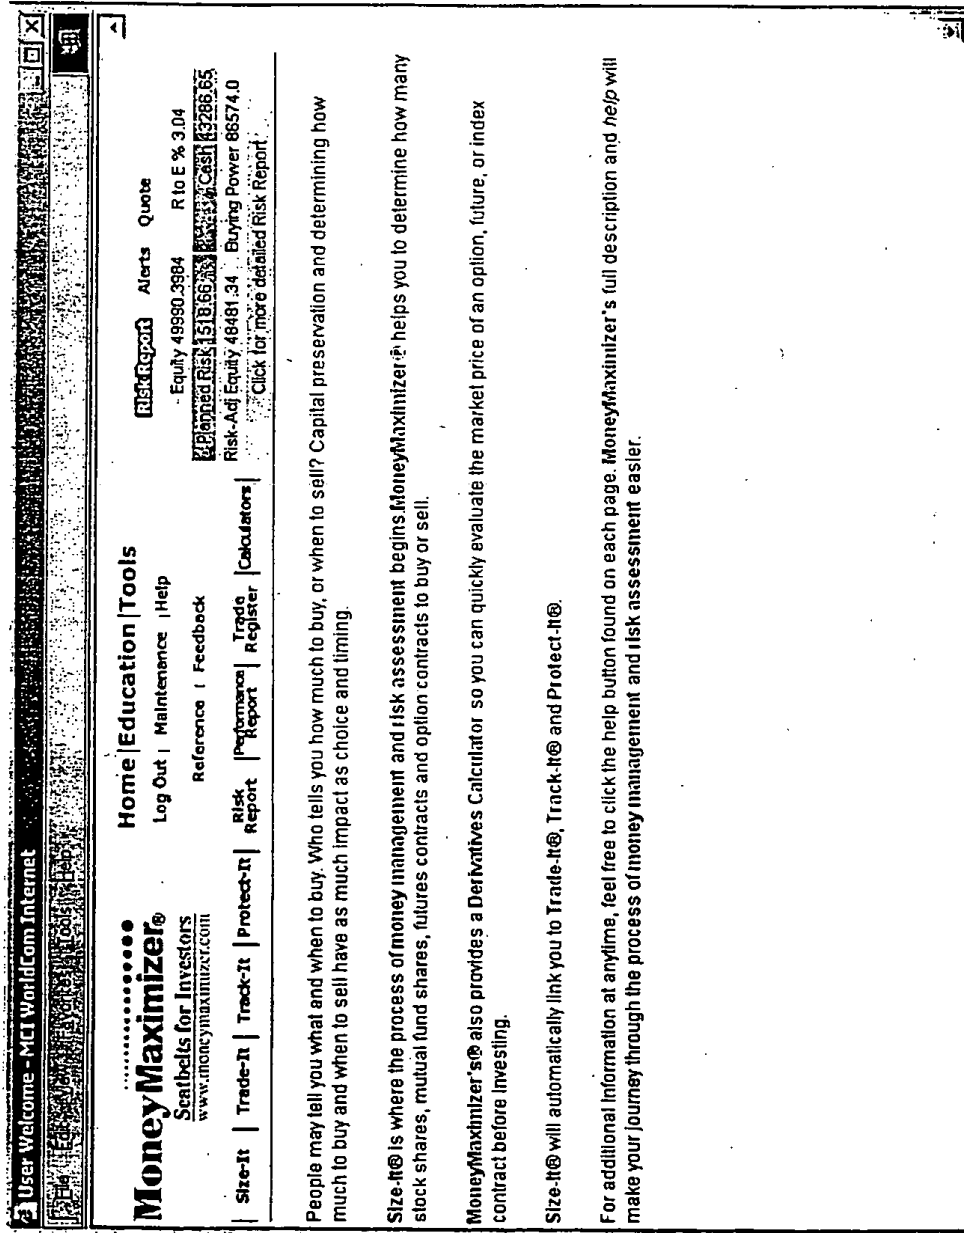 User Welcome - MCI WorldCom Internet
File Edit View Favorites Tools Help
MoneyMaximizer®
Seatbelts for Investors
www.moneymaximizer.com
Home | Education | Tools
Log Out | Maintenance | Help
Reference | Feedback
Risk Report Alerts Quote
Equity 49990.3984 R to E % 3.04
Planned Risk 1518.66 Cash 43286.65
Risk-Adj Equity 48481.34 Buying Power 86574.0
Click for more detailed Risk Report
| Size-It | Trade-It | Track-It | Protect-It | Risk Report | Performance Report | Trade Register | Calculators |
People may tell you what and when to buy. Who tells you how much to buy, or when to sell? Capital preservation and determining how
much to buy and when to sell have as much impact as choice and timing.
Size-It® is where the process of money management and risk assessment begins. MoneyMaximizer® helps you to determine how many
stock shares, mutual fund shares, futures contracts and option contracts to buy or sell.
MoneyMaximizer's® also provides a Derivatives Calculator so you can quickly evaluate the market price of an option, future, or index
contract before Investing.
Size-It® will automatically link you to Trade-It®, Track-It® and Protect-It®.
For additional Information at anytime, feel free to click the help button found on each page. MoneyMaximizer's full description and help will
make your journey through the process of money management and risk assessment easier.